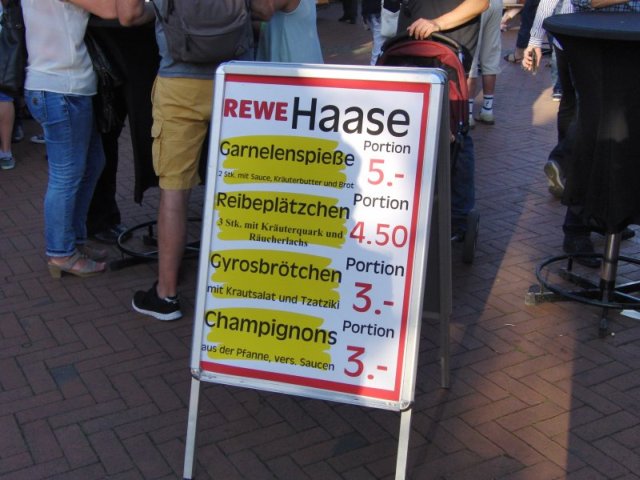 REWE Haase
Garnelenspieße Portion
2 Stk. mit Sauce, Kräuterbutter und Brot 5.-
Reibeplätzchen Portion
3 Stk. mit Kräuterquark und 4.50
Räucherlachs
Gyrosbrötchen Portion
mit Krautsalat und Tzatziki 3.-
Champignons Portion
aus der Pfanne, vers. Saucen 3.-